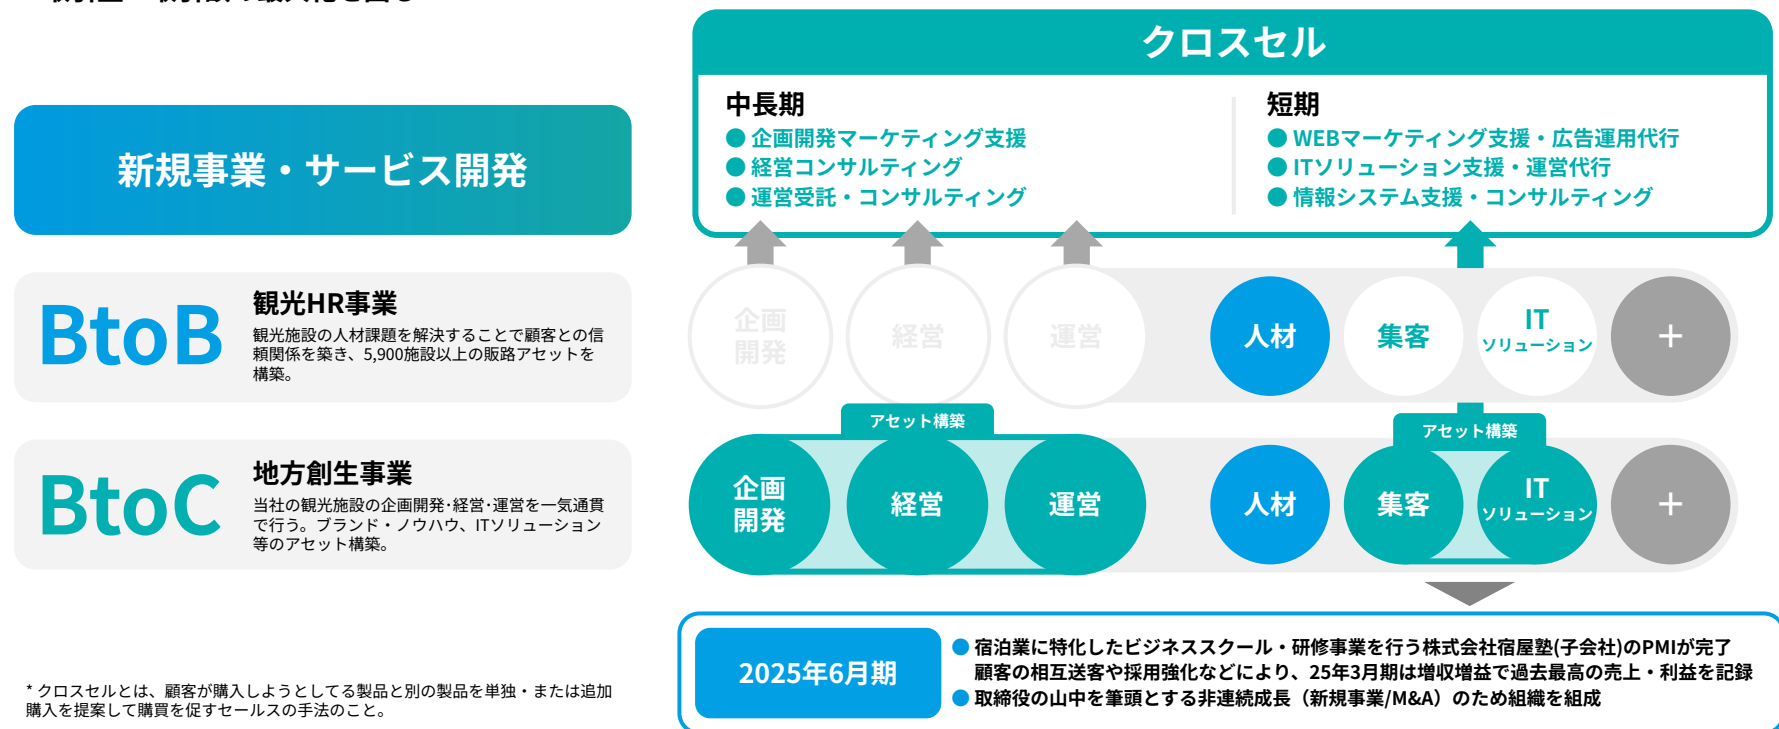 クロスセル
中長期
● 企画開発マーケティング支援
● 経営コンサルティング
● 運営受託・コンサルティング
短期
● WEBマーケティング支援・広告運用代行
● ITソリューション支援・運営代行
● 情報システム支援・コンサルティング
新規事業・サービス開発
BtoB
観光HR事業
観光施設の人材課題を解決することで顧客との信
頼関係を築き、5,900施設以上の販路アセットを
構築。
企画
開発
経営
運営
人材
集客
IT
ソリューション
+
BtoC
地方創生事業
当社の観光施設の企画開発･経営･運営を一気通貫
で行う。ブランド・ノウハウ、ITソリューション
等のアセット構築。
アセット構築
企画
開発
経営
運営
人材
アセット構築
集客
IT
ソリューション
+
2025年6月期
● 宿泊業に特化したビジネススクール・研修事業を行う株式会社宿屋塾(子会社)のPMIが完了
顧客の相互送客や採用強化などにより、25年3月期は増収増益で過去最高の売上・利益を記録
● 取締役の山中を筆頭とする非連続成長（新規事業/M&A）のため組織を組成
* クロスセルとは、顧客が購入しようとしてる製品と別の製品を単独・または追加
購入を提案して購買を促すセールスの手法のこと。